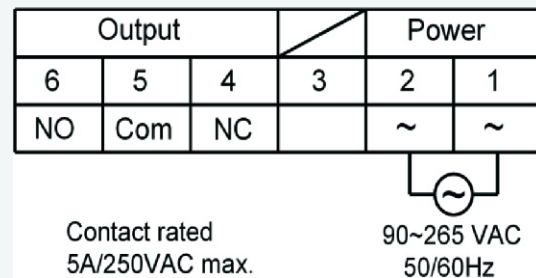 Output Power
6 5 4 3 2 1
NO Com NC ~ ~
~
Contact rated 90~265 VAC
5A/250VAC max. 50/60Hz